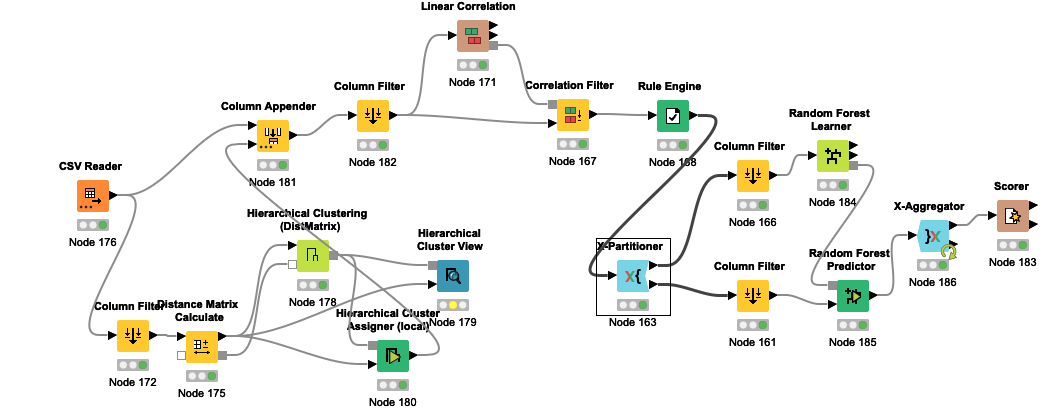 Linear Correlation
Node 171
Column Filter
Node 182
Correlation Filter
Node 167
Rule Engine
Node 168
Column Appender
Node 181
Random Forest
Learner
Node 184
Column Filter
Node 166
CSV Reader
Node 176
Scorer
Node 183
X-Aggregator
Node 186
Hierarchical Clustering
(DistMatrix)
Node 178
Hierarchical
Cluster View
Node 179
X-Partitioner
Node 163
Column Filter
Node 161
Random Forest
Predictor
Node 185
Column Filter
Node 172
Distance Matrix
Calculate
Node 175
Hierarchical Cluster
Assigner (local)
Node 180